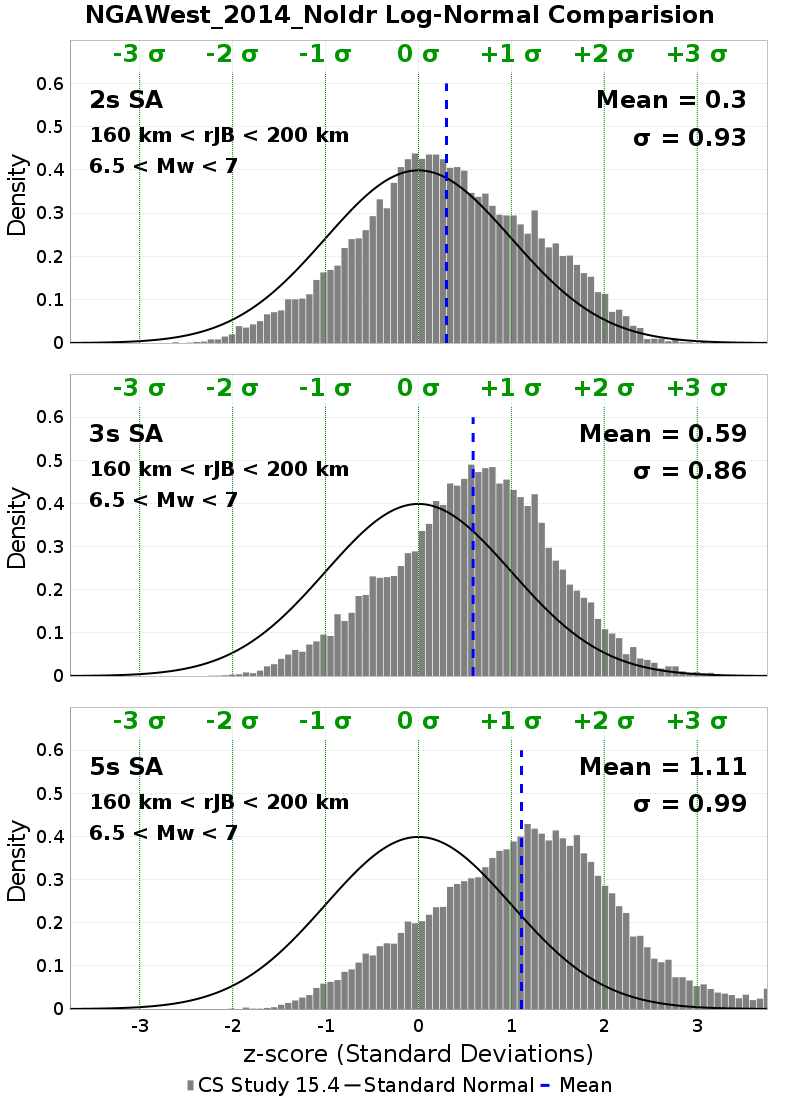 NGAWest_2014_NoIdr Log-Normal Comparision
-3 σ -2 σ -1 σ 0 σ +1 σ +2 σ +3 σ
0.6
2s SA Mean = 0.3
0.5
160 km < rJB < 200 km σ = 0.93
6.5 < Mw < 7
0.4
0.3
0.2
0.1
0
Density
-3 σ -2 σ -1 σ 0 σ +1 σ +2 σ +3 σ
0.6
3s SA Mean = 0.59
0.5
160 km < rJB < 200 km σ = 0.86
6.5 < Mw < 7
0.4
0.3
0.2
0.1
0
Density
-3 σ -2 σ -1 σ 0 σ +1 σ +2 σ +3 σ
0.6
5s SA Mean = 1.11
0.5
160 km < rJB < 200 km σ = 0.99
6.5 < Mw < 7
0.4
0.3
0.2
0.1
0
Density
-3 -2 -1 0 1 2 3
z-score (Standard Deviations)
CS Study 15.4 Standard Normal Mean